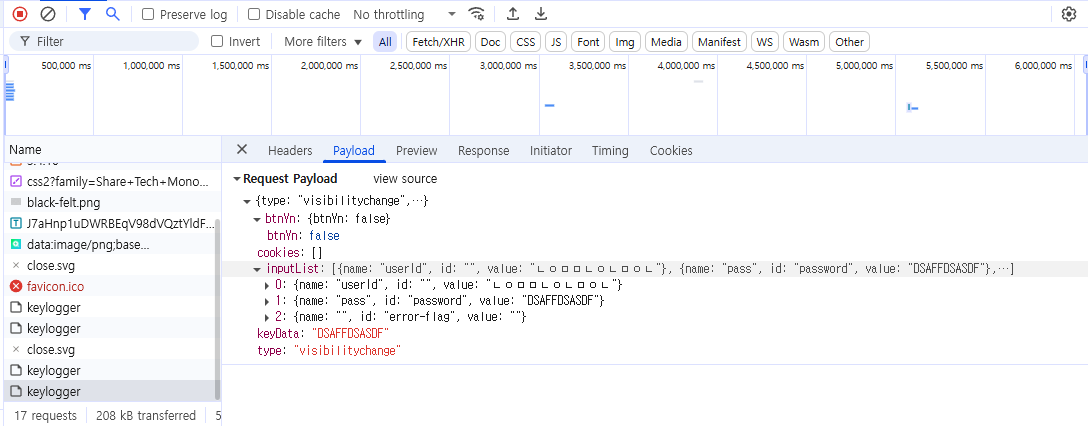 Preserve log Disable cache No throttling
Filter Invert More filters All Fetch/XHR Doc CSS JS Font Img Media Manifest WS Wasm Other
500,000 ms 1,000,000 ms 1,500,000 ms 2,000,000 ms 2,500,000 ms 3,000,000 ms 3,500,000 ms 4,000,000 ms 4,500,000 ms 5,000,000 ms 5,500,000 ms 6,000,000 ms
Name
css2?family=Share+Tech+Mono...
black-felt.png
J7aHnp1uDWRBEqV98dVQztYldF...
data:image/png;base...
close.svg
favicon.ico
keylogger
keylogger
close.svg
keylogger
keylogger
17 requests 208 kB transferred 5
Headers Payload Preview Response Initiator Timing Cookies
Request Payload view source
{type: "visibilitychange",…}
btnYn: {btnYn: false}
btnYn: false
cookies: []
inputList: [{name: "userId", id: "", value: "ㄴㅇㅁㅁㄴㅇㄴㅁㅇㄴ"}, {name: "pass", id: "password", value: "DSAFFDSASDF"},…]
0: {name: "userId", id: "", value: "ㄴㅇㅁㅁㄴㅇㄴㅁㅇㄴ"}
1: {name: "pass", id: "password", value: "DSAFFDSASDF"}
2: {name: "", id: "error-flag", value: ""}
keyData: "DSAFFDSASDF"
type: "visibilitychange"